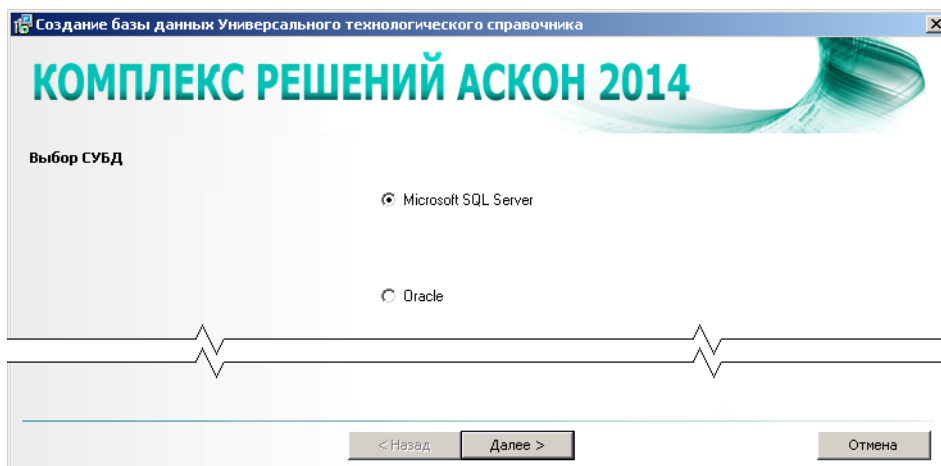 Создание базы данных Универсального технологического справочника
КОМПЛЕКС РЕШЕНИЙ АСКОН 2014
Выбор СУБД
Microsoft SQL Server
Oracle
< Назад Далее > Отмена